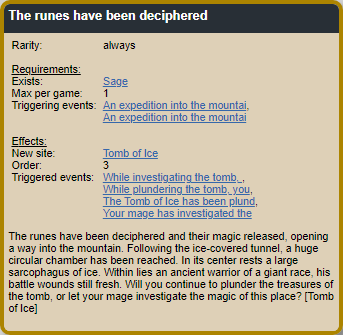 The runes have been deciphered
Rarity: always
Requirements:
Exists: Sage
Max per game: 1
Triggering events: An expedition into the mountai,
An expedition into the mountai
Effects:
New site: Tomb of Ice
Order: 3
Triggered events: While investigating the tomb, ,
While plundering the tomb, you,
The Tomb of Ice has been plund,
Your mage has investigated the
The runes have been deciphered and their magic released, opening
a way into the mountain. Following the ice-covered tunnel, a huge
circular chamber has been reached. In its center rests a large
sarcophagus of ice. Within lies an ancient warrior of a giant race, his
battle wounds still fresh. Will you continue to plunder the treasures of
the tomb, or let your mage investigate the magic of this place? [Tomb
of Ice]